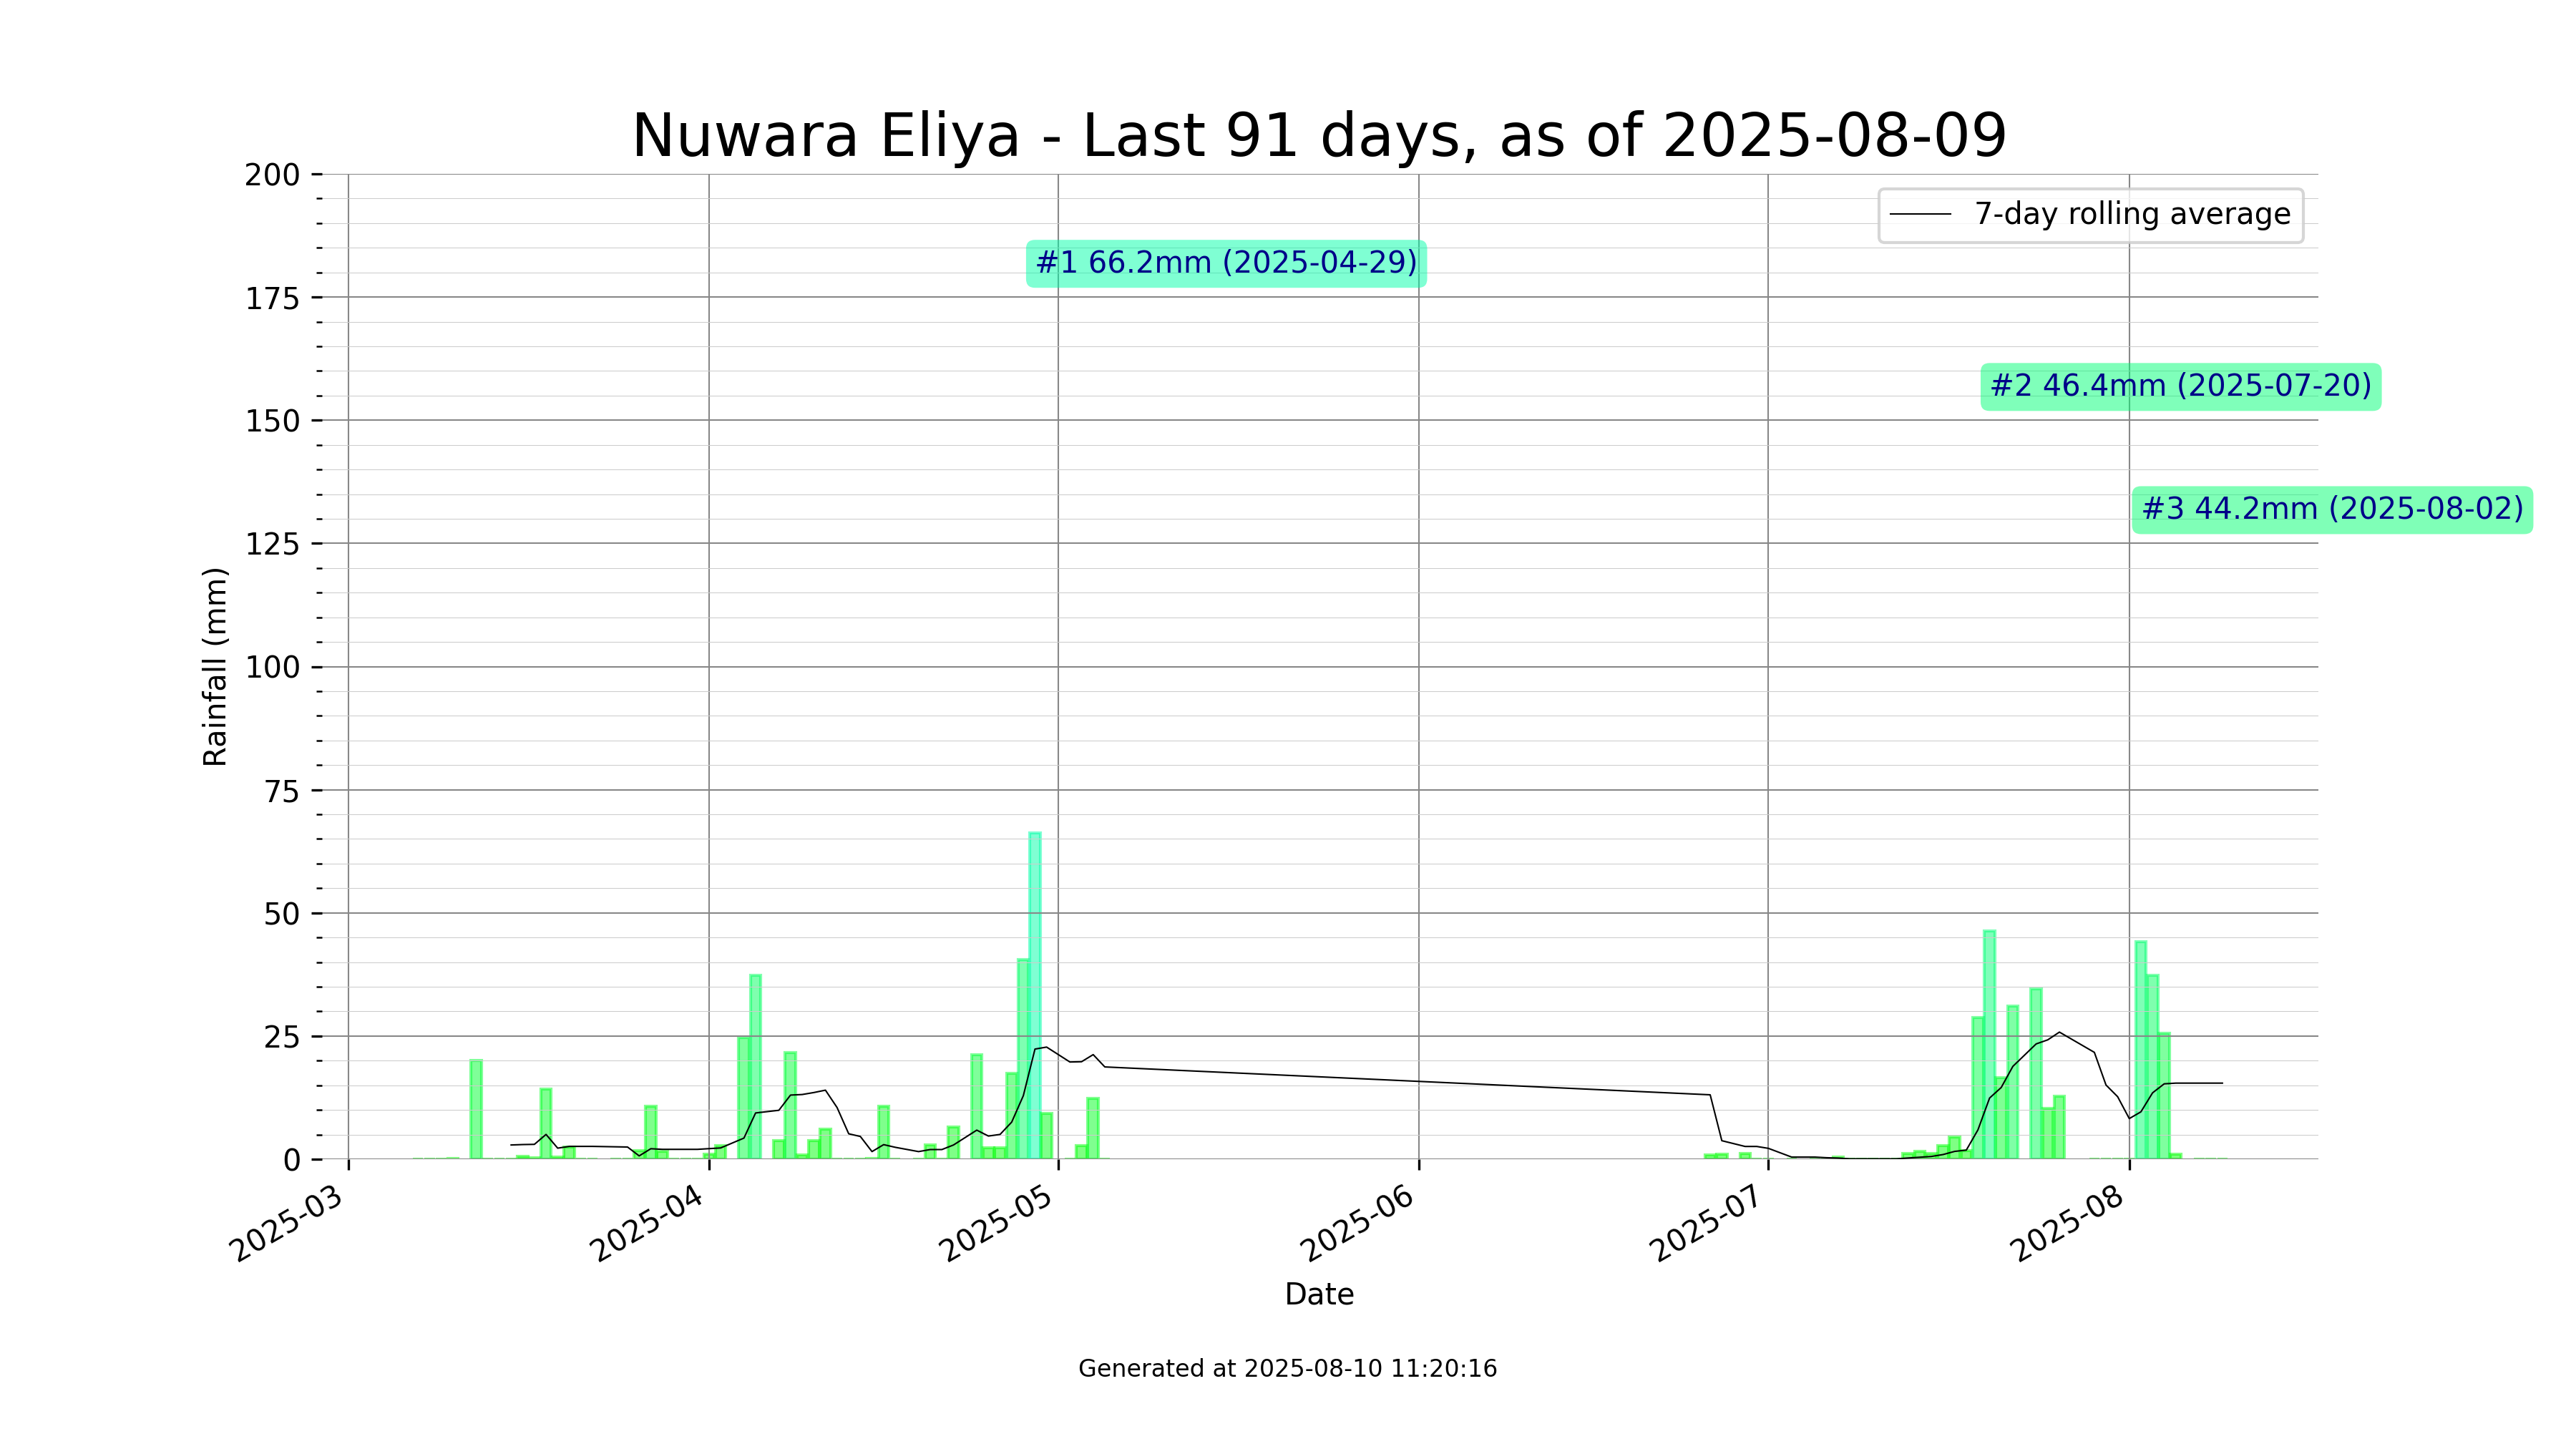 Nuwara Eliya - Last 91 days, as of 2025-08-09
7-day rolling average
#1 66.2mm (2025-04-29)
#2 46.4mm (2025-07-20)
#3 44.2mm (2025-08-02)
Rainfall (mm)
200
175
150
125
100
75
50
25
0
2025-03
2025-04
2025-05
2025-06
2025-07
2025-08
Date
Generated at 2025-08-10 11:20:16